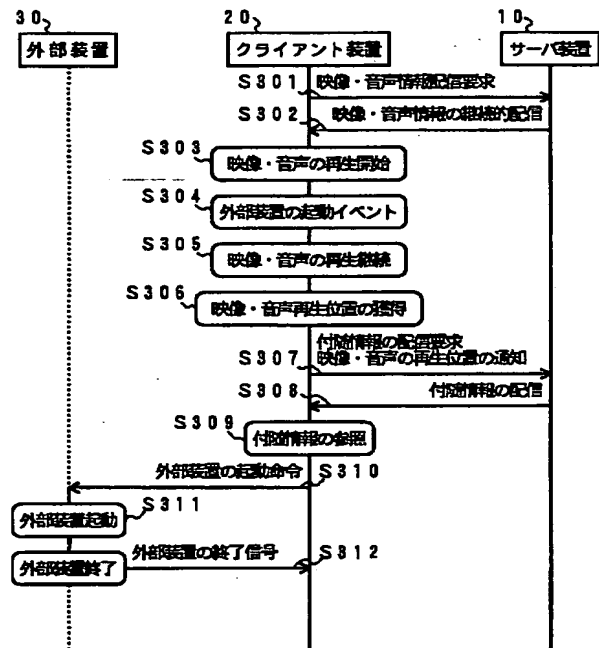 30
20
10
外部装置
クライアント装置
サーバ装置
S301
映像・音声情報配信要求
S302
映像・音声情報の継続的配信
S303
映像・音声の再生開始
S304
外部装置の起動イベント
S305
映像・音声の再生継続
S306
映像・音声再生位置の獲得
付随情報の配信要求
S307
映像・音声の再生位置の通知
S308
付随情報の配信
S309
付随情報の参照
外部装置の起動命令
S310
外部装置起動
S311
外部装置の終了信号
S312
外部装置終了